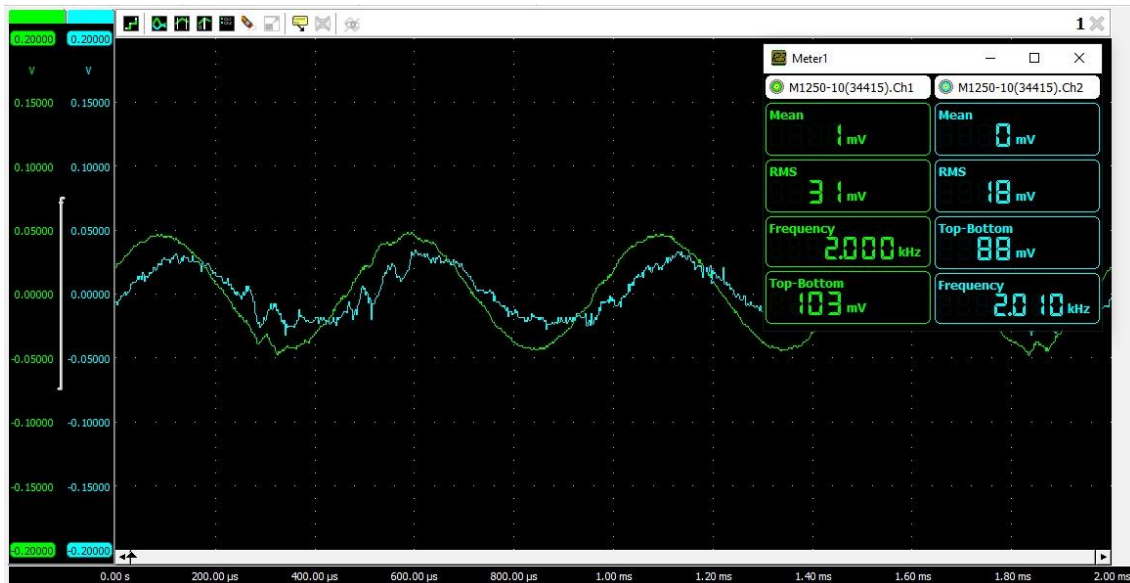 1
0.20000 0.20000
V V
0.15000 0.15000
0.10000 0.10000
0.05000 0.05000
0.00000 0.00000
-0.05000 -0.05000
-0.10000 -0.10000
-0.15000 -0.15000
-0.20000 -0.20000
Meter1
M1250-10(34415).Ch1 M1250-10(34415).Ch2
Mean Mean
1 mV 0 mV
RMS RMS
31 mV 18 mV
Frequency Top-Bottom
2.000 kHz 88 mV
Top-Bottom Frequency
103 mV 2.010 kHz
0.00 s 200.00 µs 400.00 µs 600.00 µs 800.00 µs 1.00 ms 1.20 ms 1.40 ms 1.60 ms 1.80 ms 2.00 ms